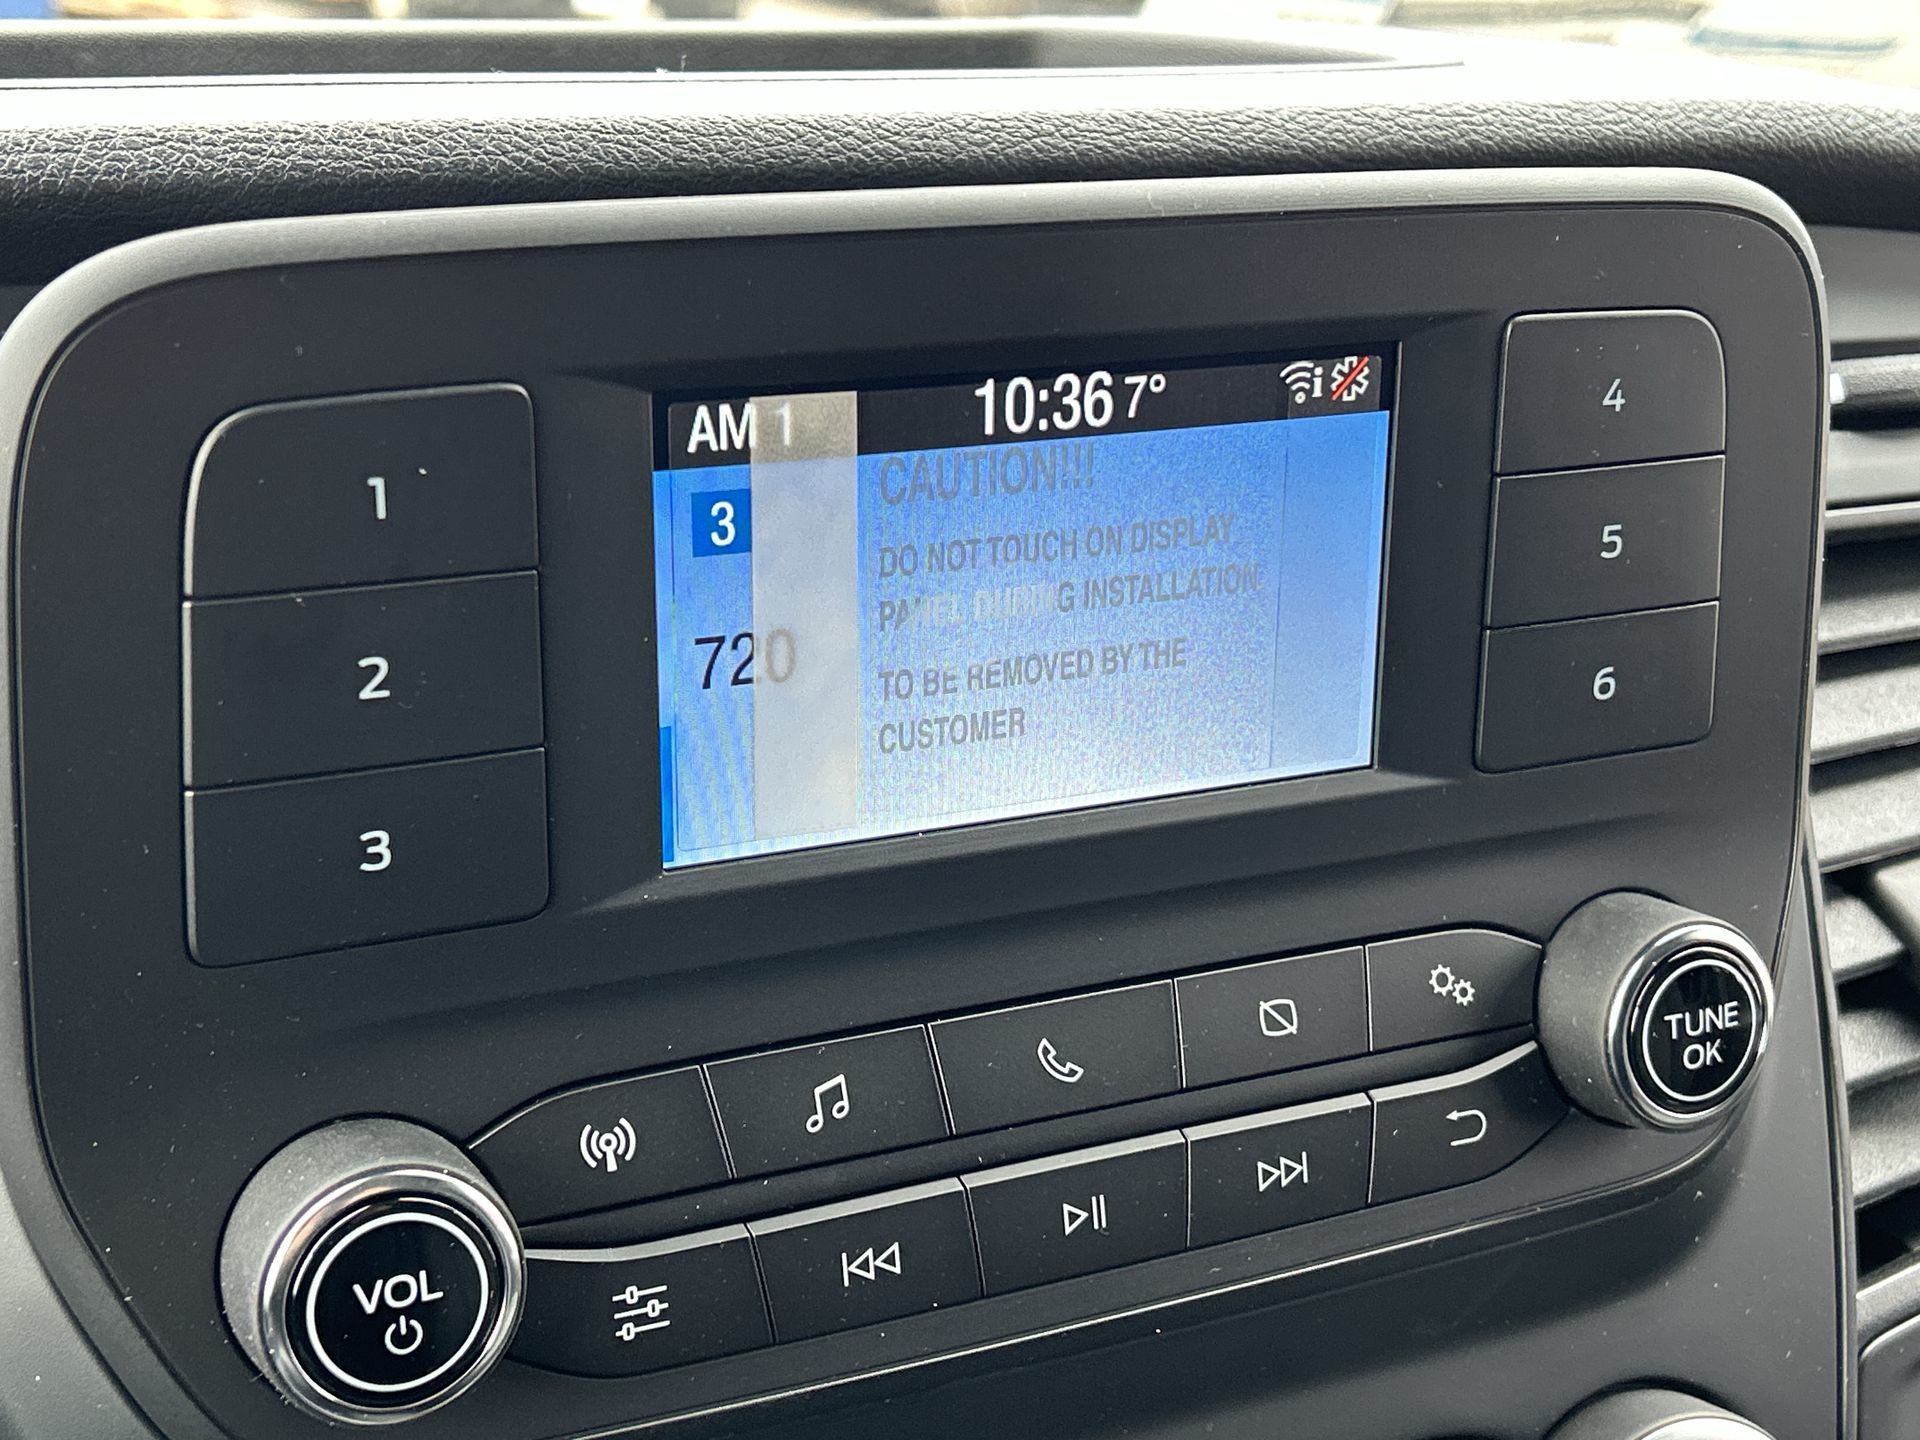 AM 1 10:36 7°
3
720
CAUTION!!!
DO NOT TOUCH ON DISPLAY
PANEL DURING INSTALLATION.
TO BE REMOVED BY THE
CUSTOMER
1
2
3
4
5
6
TUNE
OK
VOL